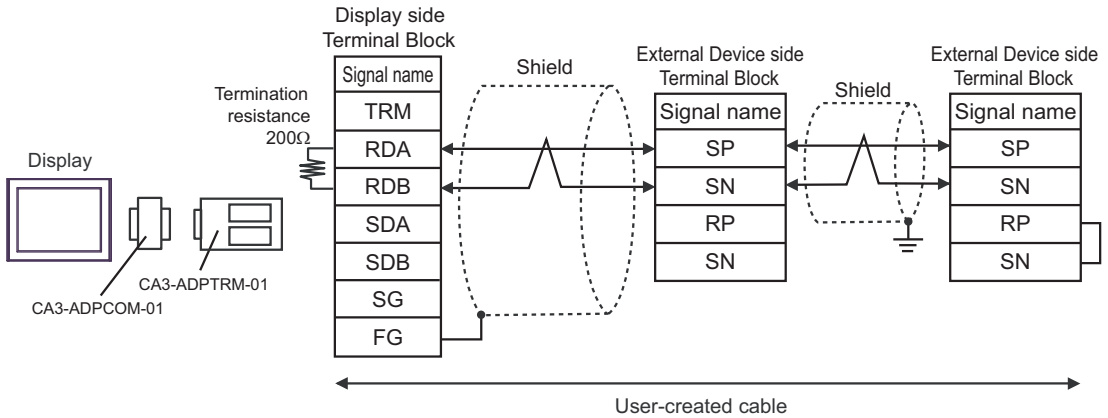 Display side
Terminal Block
Signal name
TRM
RDA
RDB
SDA
SDB
SG
FG
Termination
resistance
200Ω
Display
CA3-ADPTRM-01
CA3-ADPCOM-01
Shield
External Device side
Terminal Block
Signal name
SP
SN
RP
SN
Shield
External Device side
Terminal Block
Signal name
SP
SN
RP
SN
User-created cable